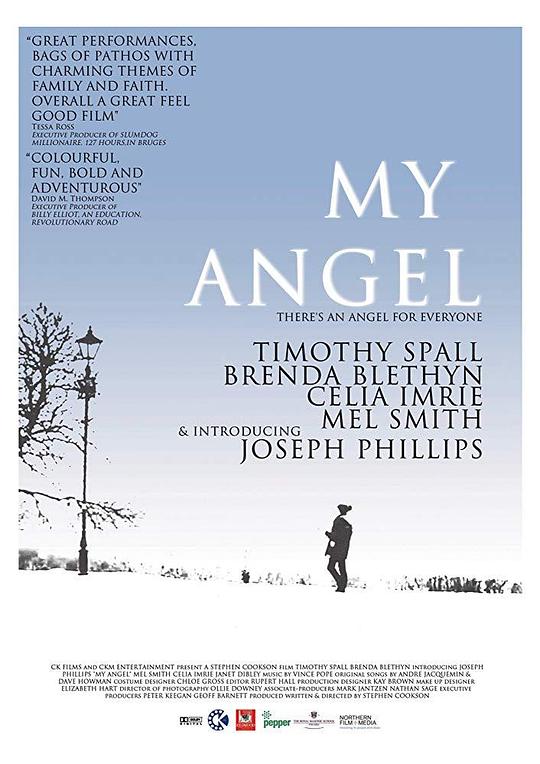 “GREAT PERFORMANCES,
BAGS OF PATHOS WITH
CHARMING THEMES OF
FAMILY AND FAITH.
OVERALL A GREAT FEEL
GOOD FILM"
TESSA ROSS
EXECUTIVE PRODUCER OF SLUMDOG
MILLIONAIRE, 127 HOURS,IN BRUGES
“COLOURFUL,
FUN, BOLD AND
ADVENTUROUS"
DAVID M. THOMPSON
EXECUTIVE PRODUCER OF
BILLY ELLIOT, AN EDUCATION,
REVOLUTIONARY ROAD
MY
ANGEL
THERE'S AN ANGEL FOR EVERYONE
TIMOTHY SPALL
BRENDA BLETHYN
CELIA IMRIE
MEL SMITH
& INTRODUCING
JOSEPH PHILLIPS
CK FILMS AND CKM ENTERTAINMENT PRESENT A STEPHEN COOKSON FILM TIMOTHY SPALL BRENDA BLETHYN INTRODUCING JOSEPH
PHILLIPS "MY ANGEL" MEL SMITH CELIA IMRIE JANET DIBLEY MUSIC BY VINCE POPE ORIGINAL SONGS BY ANDRE JACQUEMIN &
DAVE HOWMAN COSTUME DESIGNER CHLOE GROSS EDITOR RUPERT HALL PRODUCTION DESIGNER KAY BROWN MAKE UP DESIGNER
ELIZABETH HART DIRECTOR OF PHOTOGRAPHY OLLIE DOWNEY ASSOCIATE-PRODUCERS MARK JANTZEN NATHAN SAGE EXECUTIVE
PRODUCERS PETER KEEGAN GEOFF BARNETT PRODUCED WRITTEN & DIRECTED BY STEPHEN COOKSON
DOLBY
pepper
NORTHERN
FILM+MEDIA